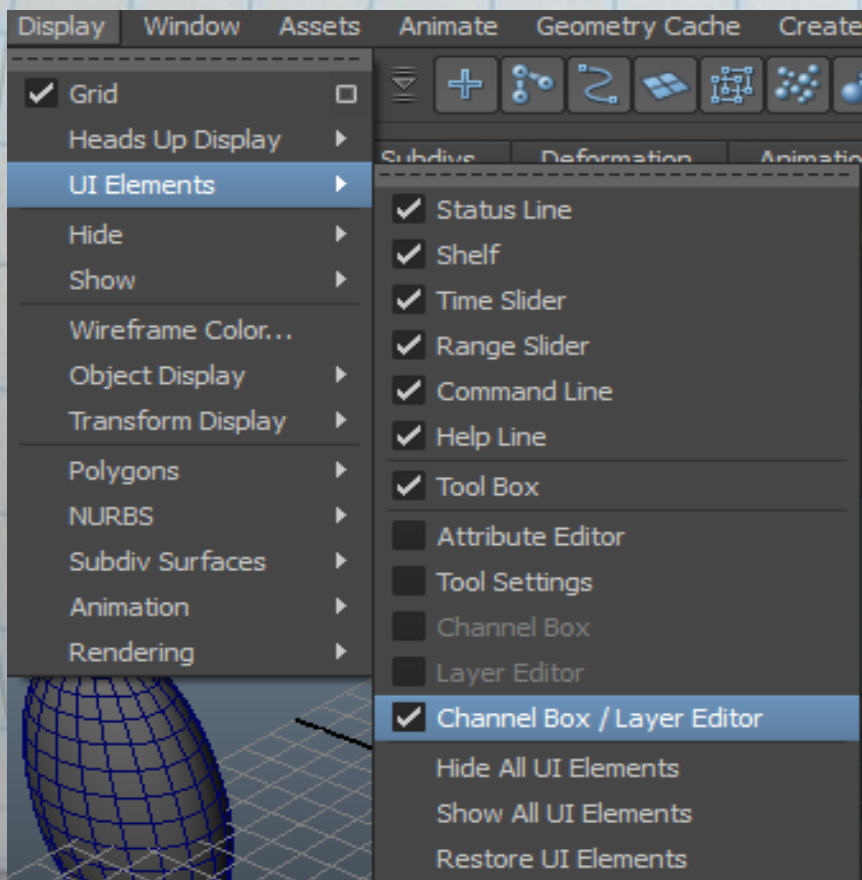 Display Window Assets Animate Geometry Cache Create
Grid
Heads Up Display
UI Elements
Hide
Show
Wireframe Color...
Object Display
Transform Display
Polygons
NURBS
Subdiv Surfaces
Animation
Rendering
Subdivs Deformation Animatio
Status Line
Shelf
Time Slider
Range Slider
Command Line
Help Line
Tool Box
Attribute Editor
Tool Settings
Channel Box
Layer Editor
Channel Box / Layer Editor
Hide All UI Elements
Show All UI Elements
Restore UI Elements